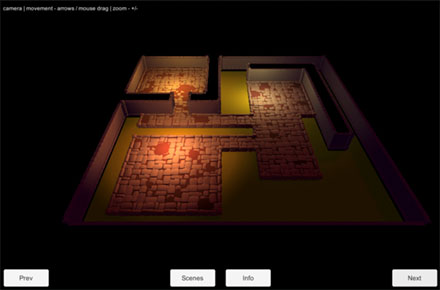 camera | movement - arrows / mouse drag | zoom - +/-
Prev
Scenes
Info
Next